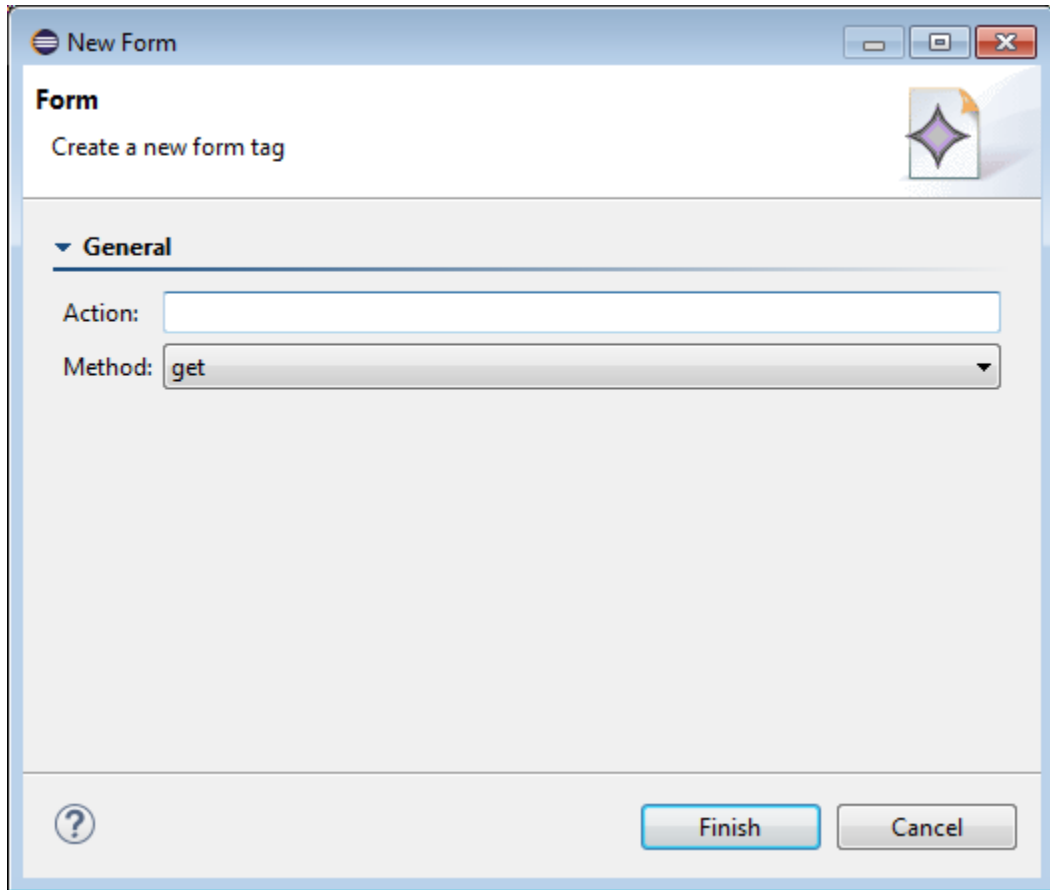 New Form
Form
Create a new form tag
General
Action:
Method: get
? Finish Cancel